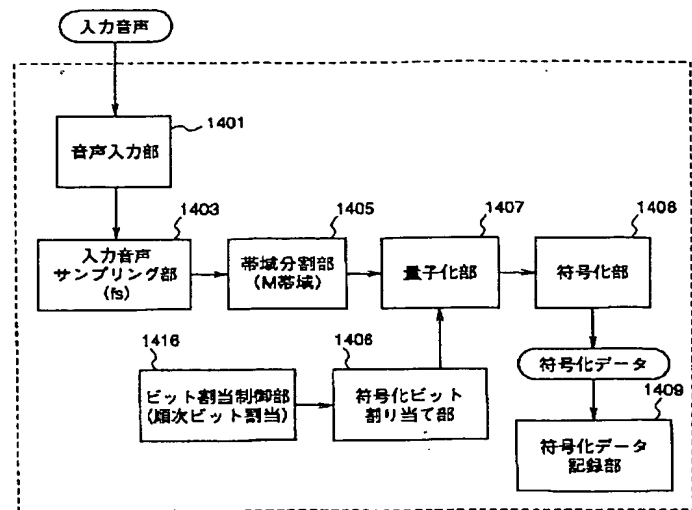 入力音声
1401
音声入力部
1403
入力音声
サンプリング部
(fs)
1405
帯域分割部
(M帯域)
1407
量子化部
1408
符号化部
1416
ビット割当制御部
(順次ビット割当)
1406
符号化ビット
割り当て部
符号化データ
1409
符号化データ
記録部